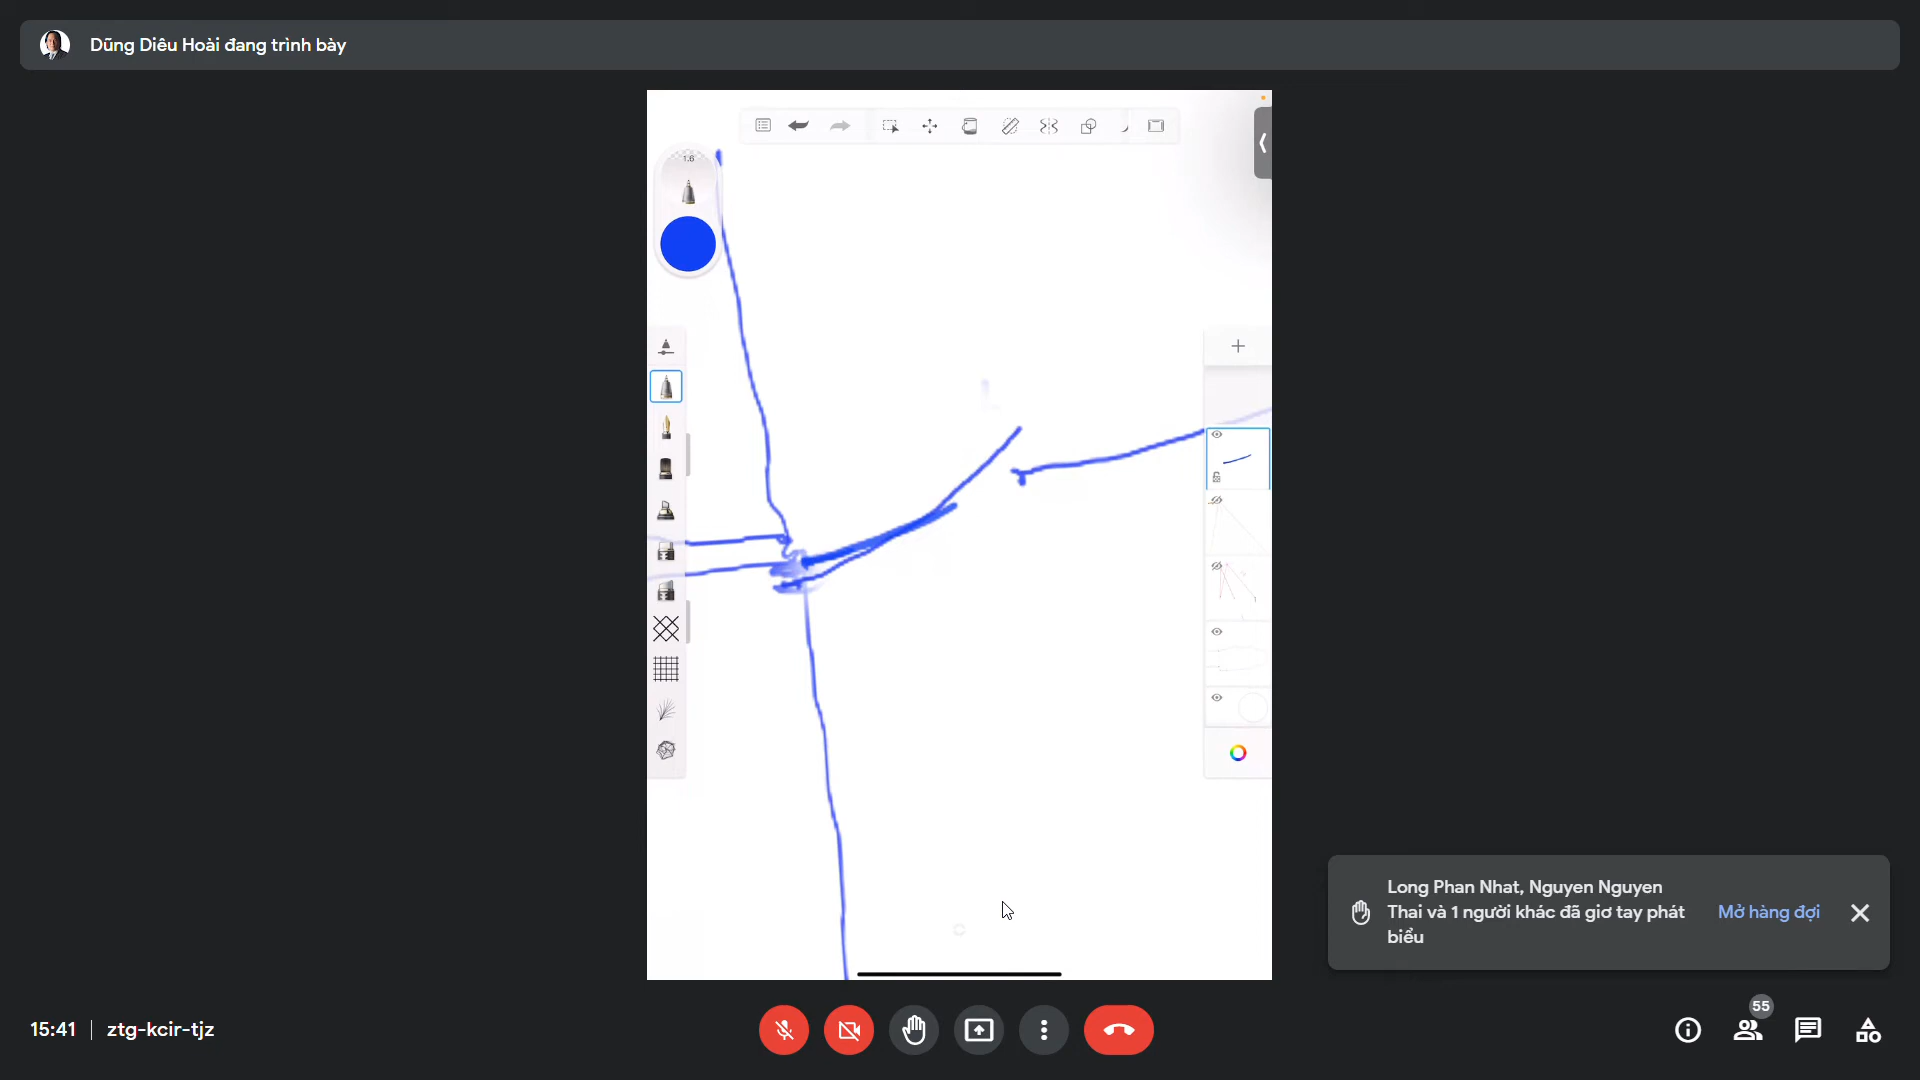 Dũng Diêu Hoài đang trình bày
1.6
Long Phan Nhat, Nguyen Nguyen
Thai và 1 người khác đã giơ tay phát
biểu
Mở hàng đợi
15:41 | ztg-kcir-tjz
55